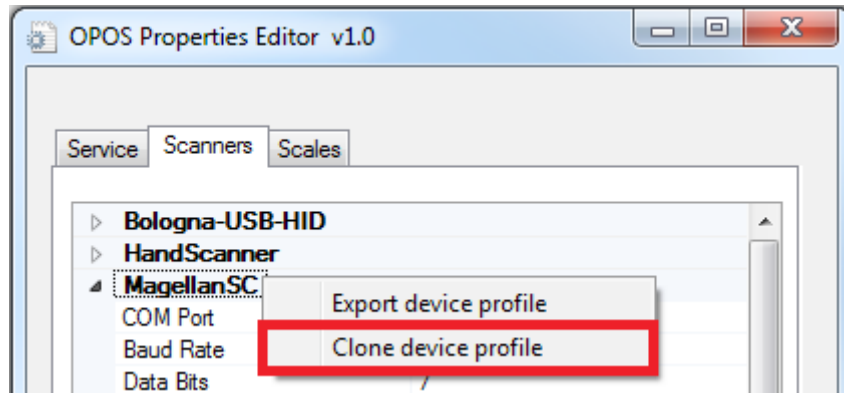 OPOS Properties Editor v1.0
Service Scanners Scales
Bologna-USB-HID
HandScanner
MagellanSC
Export device profile
COM Port
Clone device profile
Baud Rate
Data Bits 7